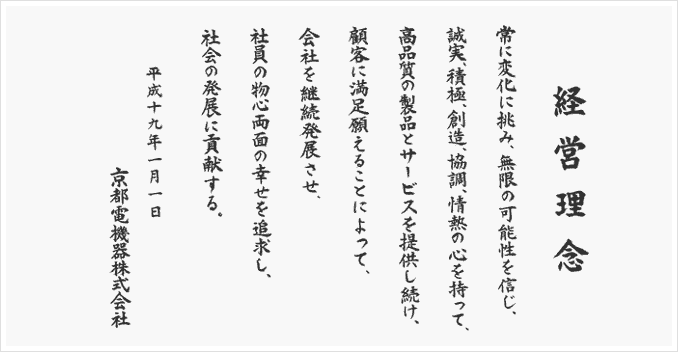 経営理念
常に変化に挑み、無限の可能性を信じ、
誠実、積極、創造、協調、情熱の心を持って、
高品質の製品とサービスを提供し続け、
顧客に満足願えることによって、
会社を継続発展させ、
社員の物心両面の幸せを追求し、
社会の発展に貢献する。
平成十九年一月一日
京都電機器株式会社